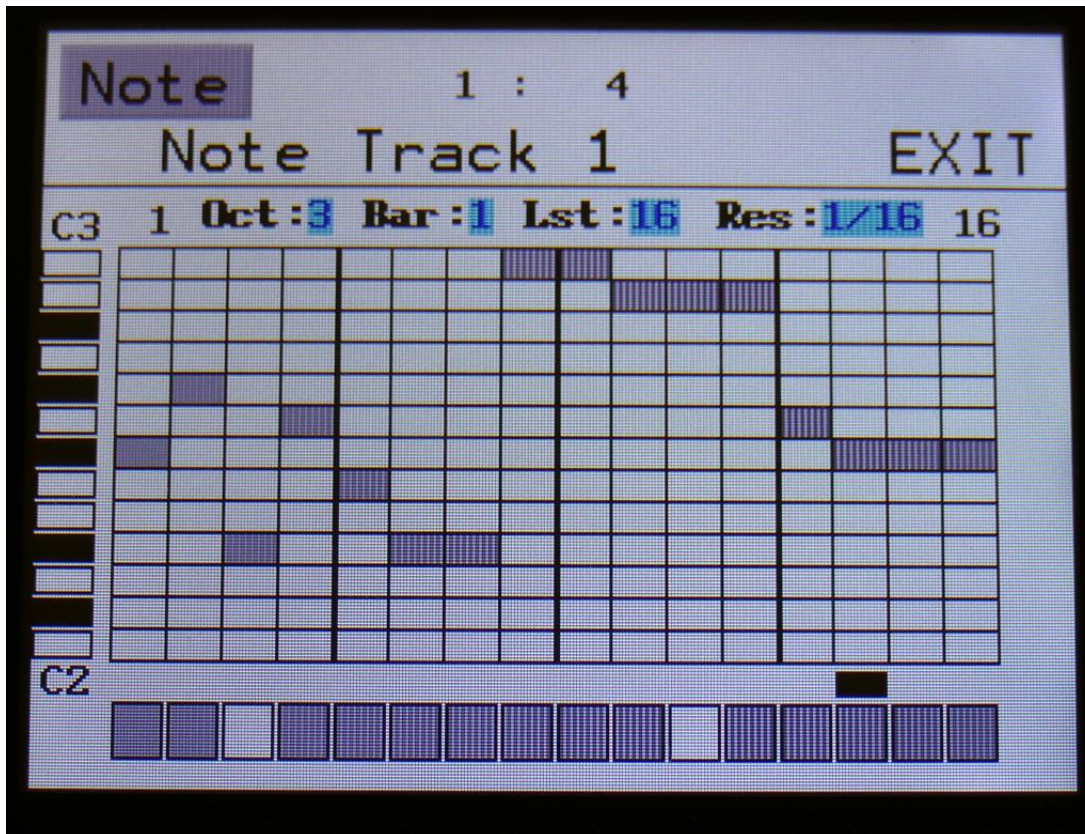 Note 1 : 4
Note Track 1 EXIT
C3 1 Oct:3 Bar:1 Lst:16 Res:1/16 16
C2